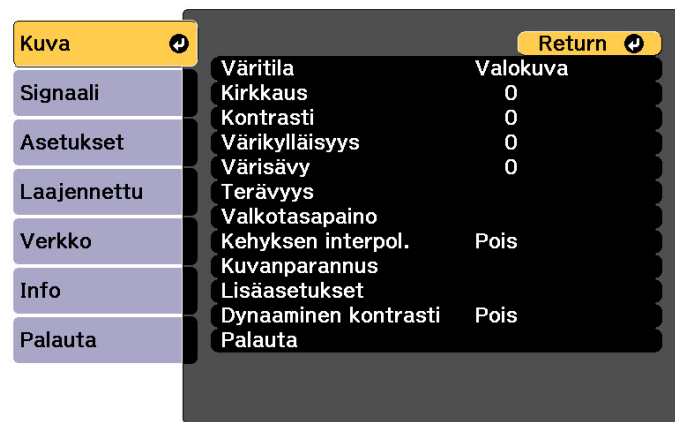 Kuva
Signaali
Asetukset
Laajennettu
Verkko
Info
Palauta
Return
Väritila Valokuva
Kirkkaus 0
Kontrasti 0
Värikylläisyys 0
Värisävy 0
Terävyys
Valkotasapaino
Kehyksen interpol. Pois
Kuvanparannus
Lisäasetukset
Dynaaminen kontrasti Pois
Palauta